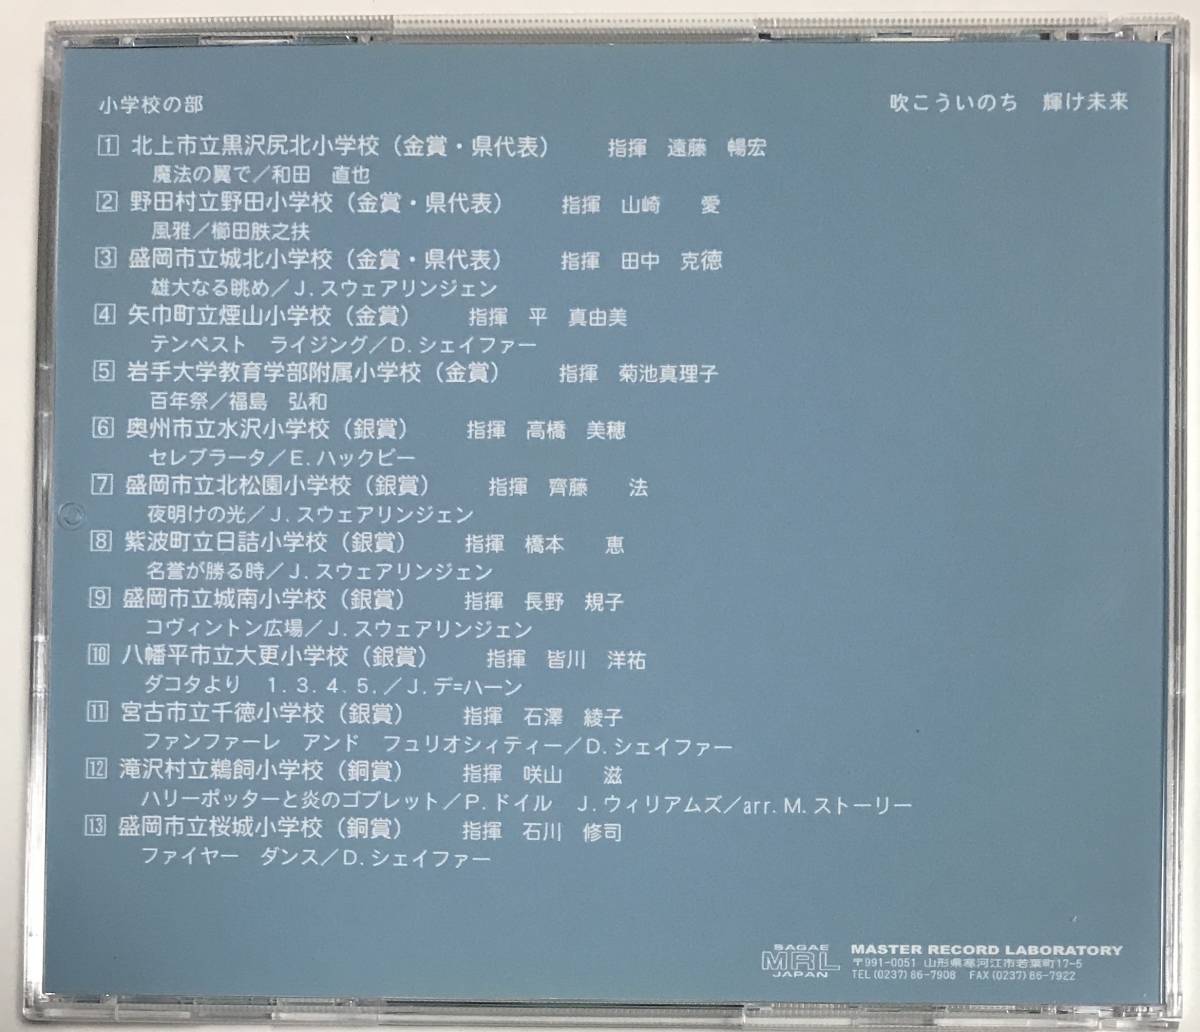 小学校の部
吹こういのち 輝け未来
1 北上市立黒沢尻北小学校（金賞・県代表） 指揮 遠藤 暢宏
魔法の翼で／和田 直也
2 野田村立野田小学校（金賞・県代表） 指揮 山崎 愛
風雅／櫛田胅之扶
3 盛岡市立城北小学校（金賞・県代表） 指揮 田中 克徳
雄大なる眺め／J.スウェアリンジェン
4 矢巾町立煙山小学校（金賞） 指揮 平 真由美
テンペスト ライジング／D.シェイファー
5 岩手大学教育学部附属小学校（金賞） 指揮 菊池真理子
百年祭／福島 弘和
6 奥州市立水沢小学校（銀賞） 指揮 高橋 美穂
セレブラータ／E.ハックビー
7 盛岡市立北松園小学校（銀賞） 指揮 齊藤 法
夜明けの光／J.スウェアリンジェン
8 紫波町立日詰小学校（銀賞） 指揮 橋本 恵
名誉が勝る時／J.スウェアリンジェン
9 盛岡市立城南小学校（銀賞） 指揮 長野 規子
コヴィントン広場／J.スウェアリンジェン
10 八幡平市立大更小学校（銀賞） 指揮 皆川 洋祐
ダコタより 1.3.4.5.／J.デ=ハーン
11 宮古市立千徳小学校（銀賞） 指揮 石澤 綾子
ファンファーレ アンド フュリオシィティー／D.シェイファー
12 滝沢村立鵜飼小学校（銅賞） 指揮 咲山 滋
ハリーポッターと炎のゴブレット／P.ドイル J.ウィリアムズ／arr.M.ストーリー
13 盛岡市立桜城小学校（銅賞） 指揮 石川 修司
ファイヤー ダンス／D.シェイファー
SAGAE
MRL
JAPAN
MASTER RECORD LABORATORY
〒991-0051 山形県寒河江市若葉町17-5
TEL(0237)86-7908 FAX(0237)86-7922